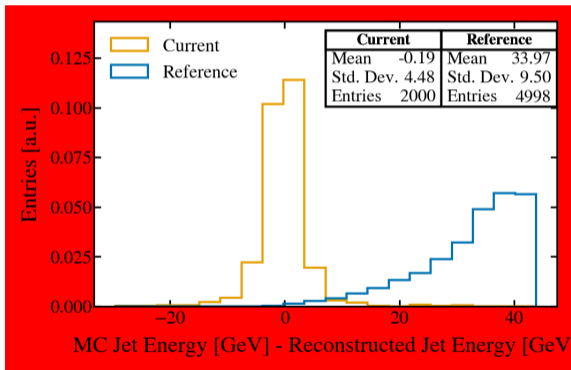 Current
Reference
Current Reference
Mean -0.19 Mean 33.97
Std. Dev. 4.48 Std. Dev. 9.50
Entries 2000 Entries 4998
Entries [a.u.]
0.125
0.100
0.075
0.050
0.025
0.000
−20 0 20 40
MC Jet Energy [GeV] - Reconstructed Jet Energy [GeV